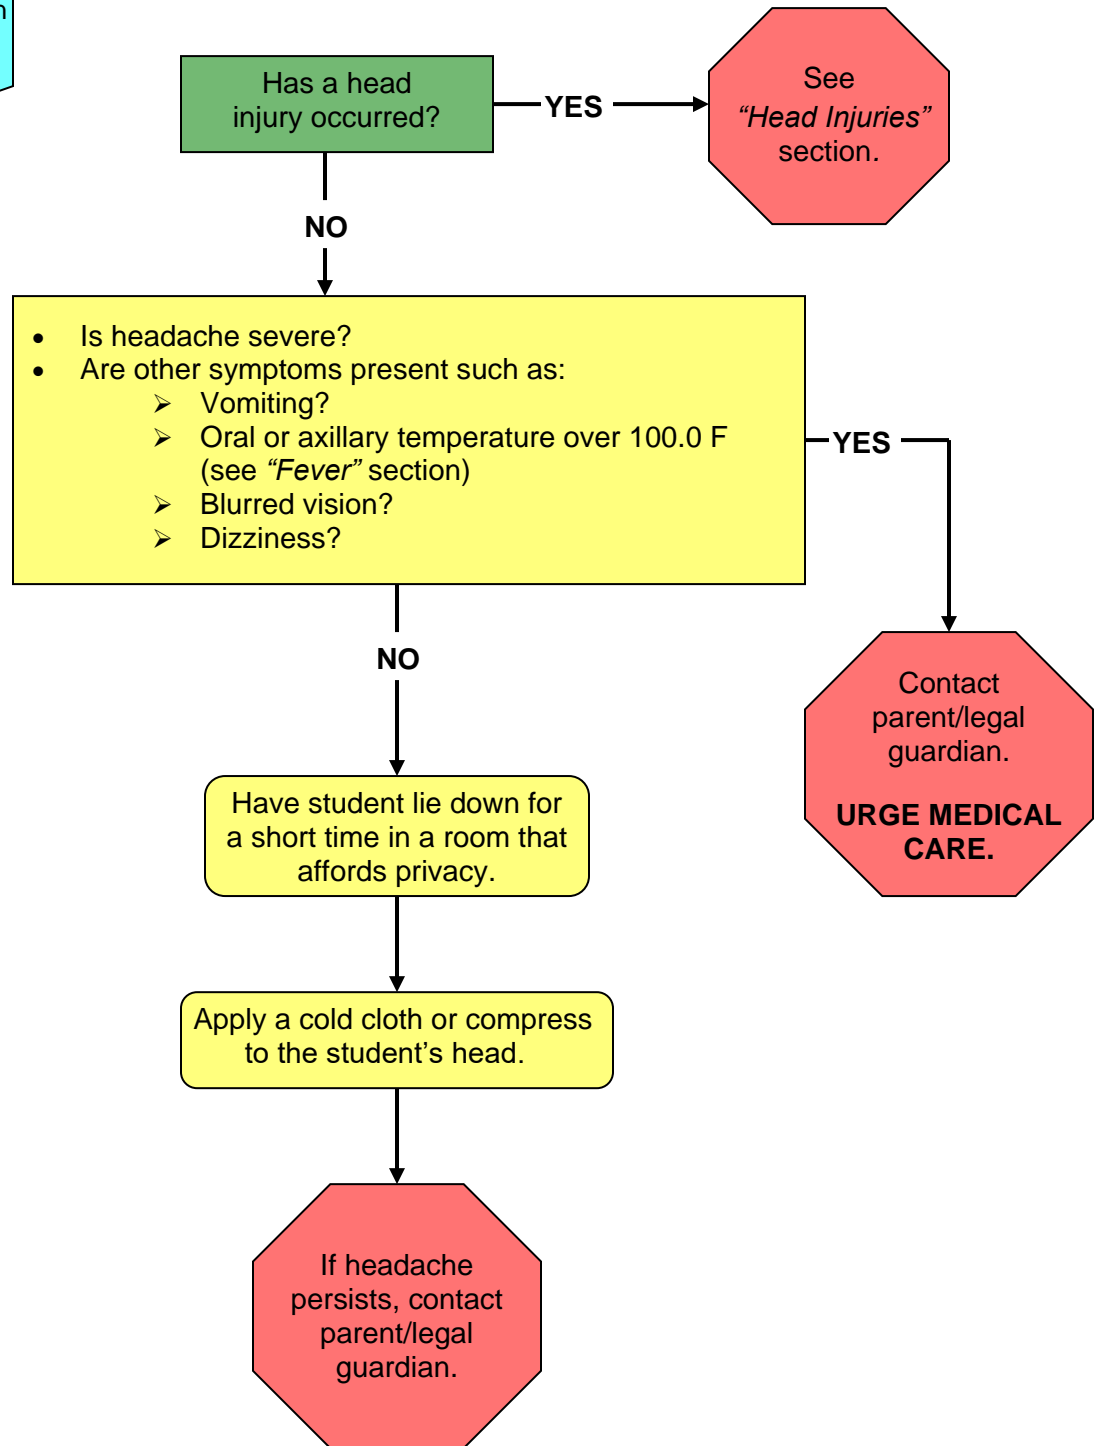 Has a head
injury occurred?
YES
See
“Head Injuries”
section.
NO
• Is headache severe?
• Are other symptoms present such as:
➢ Vomiting?
➢ Oral or axillary temperature over 100.0 F
(see “Fever” section)
➢ Blurred vision?
➢ Dizziness?
YES
NO
Contact
parent/legal
guardian.
URGE MEDICAL
CARE.
Have student lie down for
a short time in a room that
affords privacy.
Apply a cold cloth or compress
to the student’s head.
If headache
persists, contact
parent/legal
guardian.